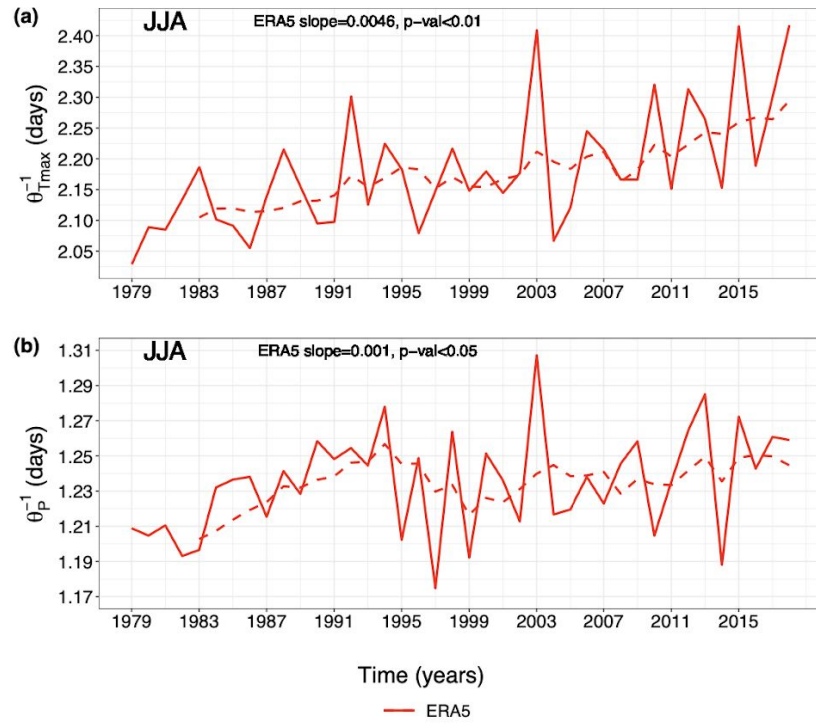 (a) JJA ERA5 slope=0.0046, p-val<0.01
θ⁻¹Tmax (days)
2.40
2.35
2.30
2.25
2.20
2.15
2.10
2.05
1979 1983 1987 1991 1995 1999 2003 2007 2011 2015
(b) JJA ERA5 slope=0.001, p-val<0.05
θ⁻¹P (days)
1.31
1.29
1.27
1.25
1.23
1.21
1.19
1.17
1979 1983 1987 1991 1995 1999 2003 2007 2011 2015
Time (years)
ERA5